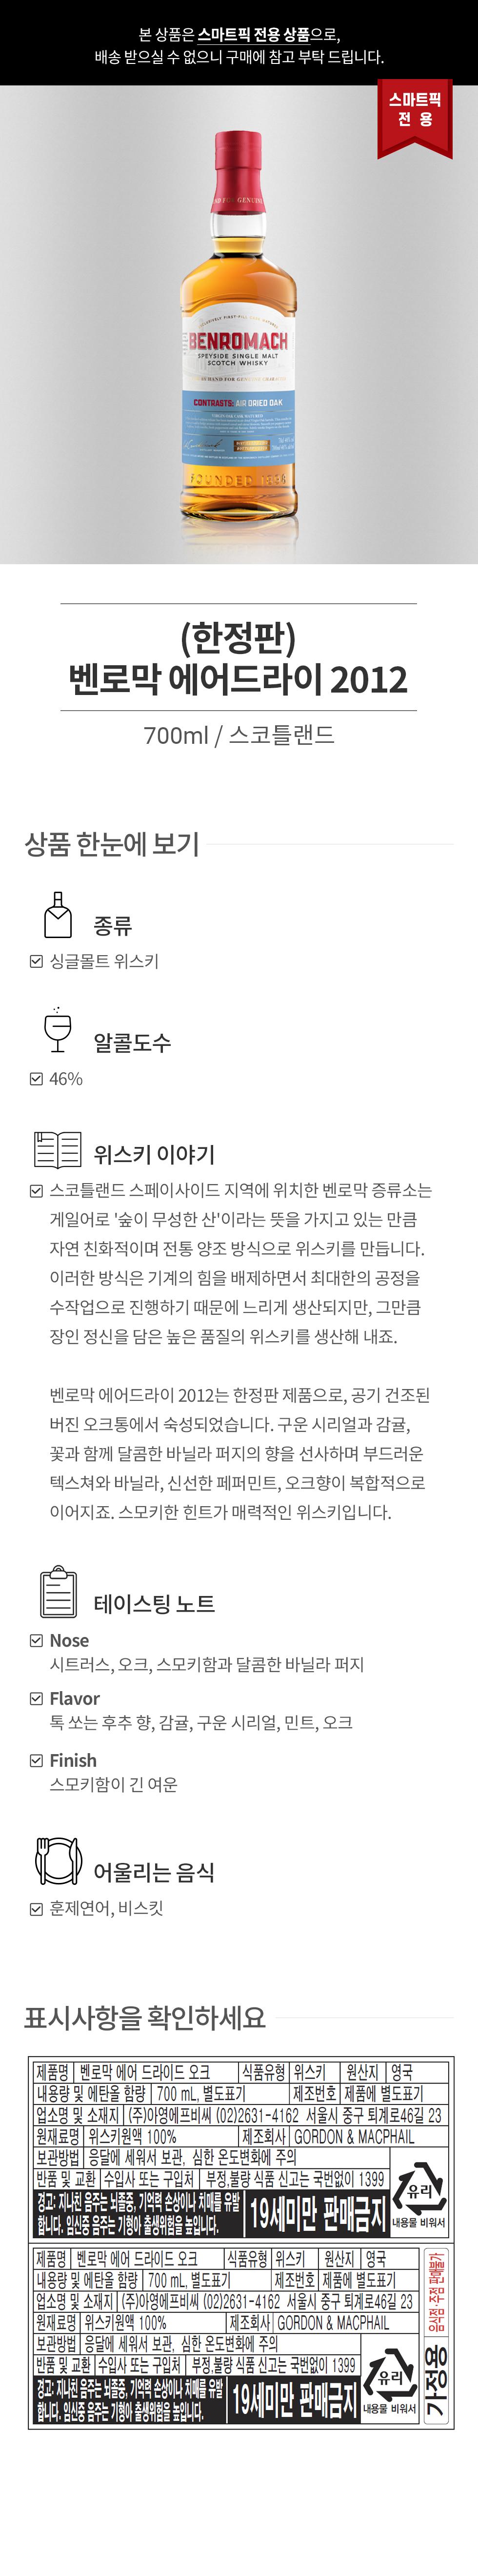 본 상품은 스마트픽 전용 상품으로,
배송 받으실 수 없으니 구매에 참고 부탁 드립니다.
스마트픽
전 용
BENROMACH
SPEYSIDE SINGLE MALT
SCOTCH WHISKY
CONTRASTS: AIR DRIED OAK
FOUNDED 1898
(한정판)
벤로막 에어드라이 2012
700ml / 스코틀랜드
상품 한눈에 보기
종류
싱글몰트 위스키
알콜도수
46%
위스키 이야기
스코틀랜드 스페이사이드 지역에 위치한 벤로막 증류소는
게일어로 '숲이 무성한 산'이라는 뜻을 가지고 있는 만큼
자연 친화적이며 전통 양조 방식으로 위스키를 만듭니다.
이러한 방식은 기계의 힘을 배제하면서 최대한의 공정을
수작업으로 진행하기 때문에 느리게 생산되지만, 그만큼
장인 정신을 담은 높은 품질의 위스키를 생산해 내죠.
벤로막 에어드라이 2012는 한정판 제품으로, 공기 건조된
버진 오크통에서 숙성되었습니다. 구운 시리얼과 감귤,
꽃과 함께 달콤한 바닐라 퍼지의 향을 선사하며 부드러운
텍스쳐와 바닐라, 신선한 페퍼민트, 오크향이 복합적으로
이어지죠. 스모키한 힌트가 매력적인 위스키입니다.
테이스팅 노트
Nose
시트러스, 오크, 스모키함과 달콤한 바닐라 퍼지
Flavor
톡 쏘는 후추 향, 감귤, 구운 시리얼, 민트, 오크
Finish
스모키함이 긴 여운
어울리는 음식
훈제연어, 비스킷
표시사항을 확인하세요
제품명 벤로막 에어 드라이드 오크 식품유형 위스키 원산지 영국
내용량 및 에탄올 함량 700 mL, 별도표기 제조번호 제품에 별도표기
업소명 및 소재지 (주)아영에프비씨 (02)2631-4162 서울시 중구 퇴계로46길 23
원재료명 위스키원액 100% 제조회사 GORDON & MACPHAIL
보관방법 응달에 세워서 보관, 심한 온도변화에 주의
반품 및 교환 수입사 또는 구입처 부정,불량 식품 신고는 국번없이 1399
경고: 지나친 음주는 뇌졸중, 기억력 손상이나 치매를 유발
합니다. 임신중 음주는 기형아 출생위험을 높입니다.
19세미만 판매금지
유리
내용물 비워서
제품명 벤로막 에어 드라이드 오크 식품유형 위스키 원산지 영국
내용량 및 에탄올 함량 700 mL, 별도표기 제조번호 제품에 별도표기
업소명 및 소재지 (주)아영에프비씨 (02)2631-4162 서울시 중구 퇴계로46길 23
원재료명 위스키원액 100% 제조회사 GORDON & MACPHAIL
보관방법 응달에 세워서 보관, 심한 온도변화에 주의
반품 및 교환 수입사 또는 구입처 부정,불량 식품 신고는 국번없이 1399
경고: 지나친 음주는 뇌졸중, 기억력 손상이나 치매를 유발
합니다. 임신중 음주는 기형아 출생위험을 높입니다.
19세미만 판매금지
유리
내용물 비워서
가정용
음식점·주점 판매불가